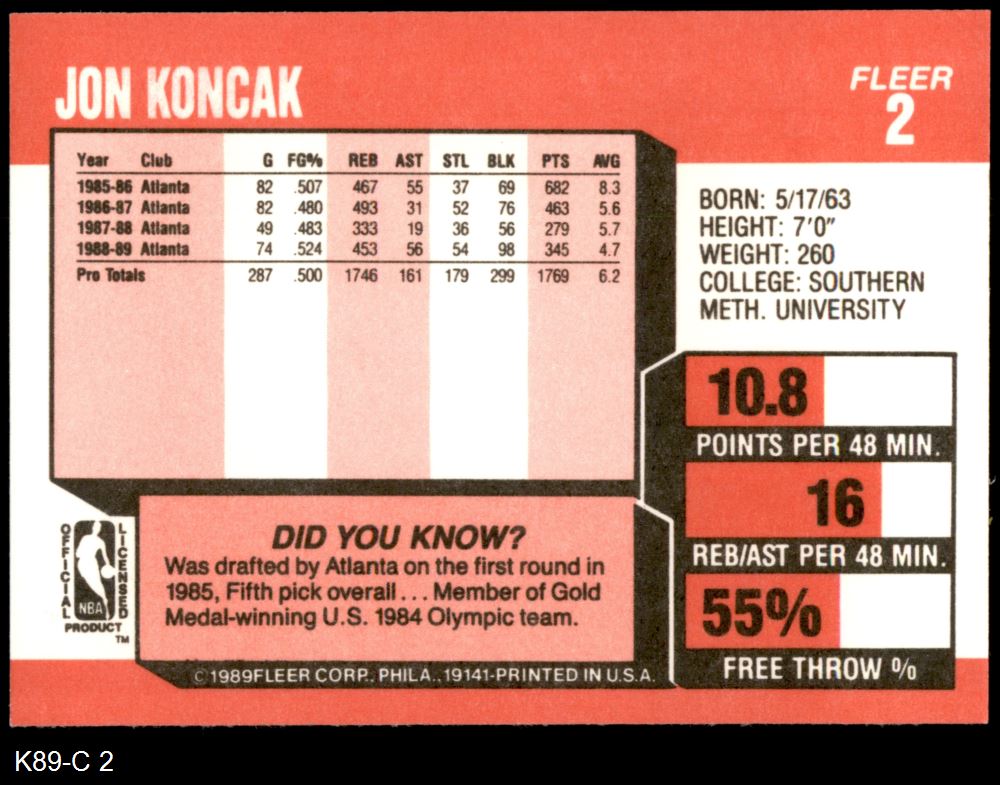 JON KONCAK
FLEER
2
Year Club G FG% REB AST STL BLK PTS AVG
1985-86 Atlanta 82 .507 467 55 37 69 682 8.3
1986-87 Atlanta 82 .480 493 31 52 76 463 5.6
1987-88 Atlanta 49 .483 333 19 36 56 279 5.7
1988-89 Atlanta 74 .524 453 56 54 98 345 4.7
Pro Totals 287 .500 1746 161 179 299 1769 6.2
BORN: 5/17/63
HEIGHT: 7'0"
WEIGHT: 260
COLLEGE: SOUTHERN
METH. UNIVERSITY
10.8
POINTS PER 48 MIN.
16
REB/AST PER 48 MIN.
55%
FREE THROW %
OFFICIAL
LICENSED
NBA
PRODUCT
TM
DID YOU KNOW?
Was drafted by Atlanta on the first round in
1985, Fifth pick overall . . . Member of Gold
Medal-winning U.S. 1984 Olympic team.
© 1989FLEER CORP., PHILA., 19141-PRINTED IN U.S.A.
K89-C 2